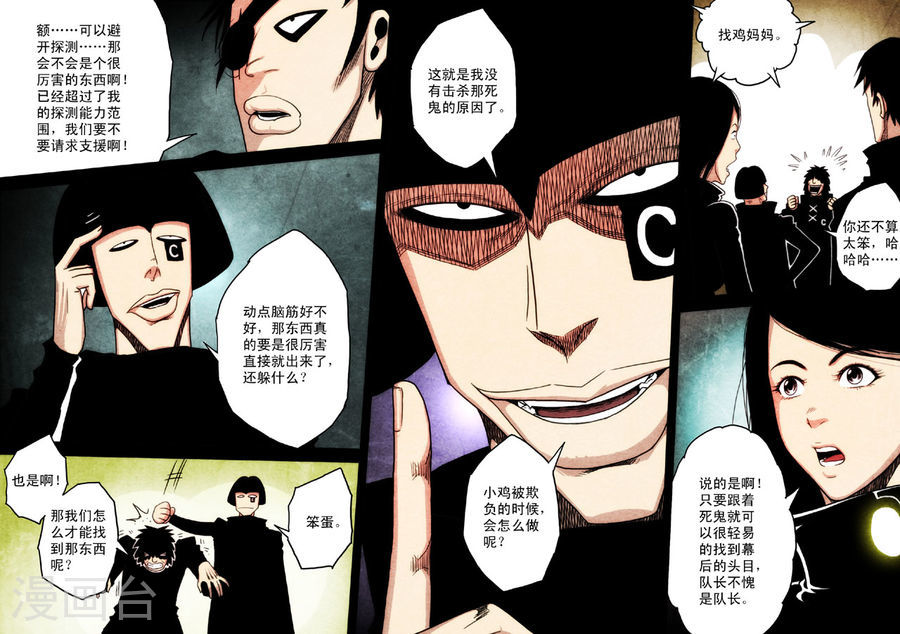 额……可以避
开探测……那
会不会是个很
厉害的东西啊！
已经超过了我
的探测能力范
围，我们要不
要请求支援啊！
动点脑筋好不
好，那东西真
的要是很厉害
直接就出来了，
还躲什么？
也是啊！
那我们怎
么才能找
到那东西
呢？
笨蛋。
这就是我没
有击杀那死
鬼的原因了。
C
C
小鸡被欺
负的时候，
会怎么做
呢？
找鸡妈妈。
C
你还不算
太笨，哈
哈哈……
说的是啊！
只要跟着
死鬼就可
以很轻易
的找到幕
后的头目，
队长不愧
是队长。
漫画台